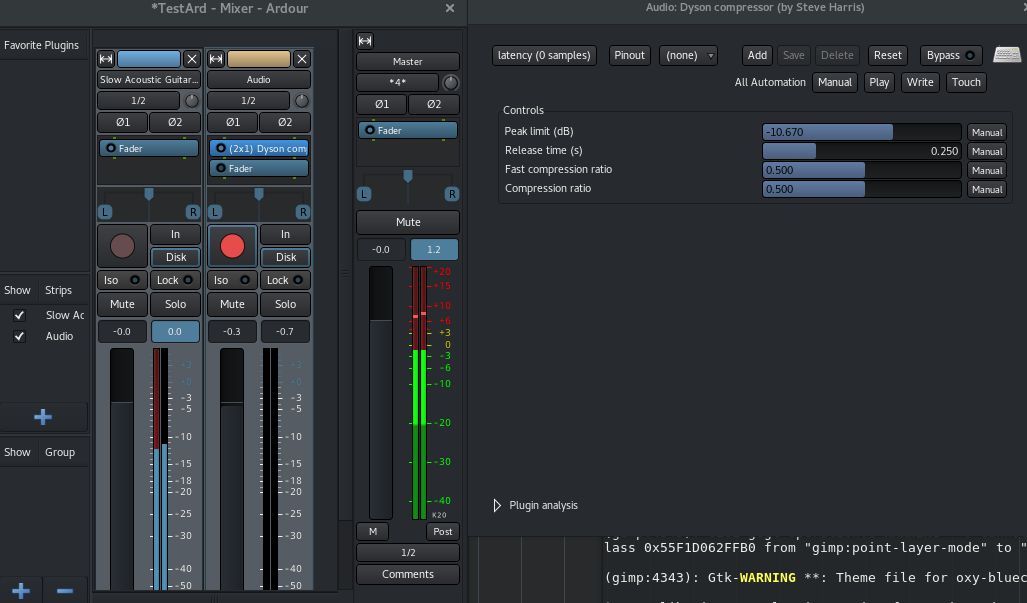 *TestArd - Mixer - Ardour
Audio: Dyson compressor (by Steve Harris)
Favorite Plugins
Slow Acoustic Guitar...
Audio
1/2
1/2
Ø1
Ø2
Ø1
Ø2
Fader
(2x1) Dyson com
Fader
L
R
L
R
In
Disk
In
Disk
Iso
Lock
Iso
Lock
Mute
Solo
Mute
Solo
-0.0
0.0
-0.3
-0.7
+3
+0
-3
-5
-10
-15
-18
-20
-25
-30
-40
-50
+3
+0
-3
-5
-10
-15
-18
-20
-25
-30
-40
-50
Show
Strips
Slow Ac
Audio
Show
Group
Master
*4*
Ø1
Ø2
Fader
L
R
Mute
-0.0
1.2
+20
+15
+10
+6
+3
0
-3
-6
-10
-20
-30
-40
K20
M
Post
1/2
Comments
latency (0 samples)
Pinout
(none)
Add
Save
Delete
Reset
Bypass
All Automation
Manual
Play
Write
Touch
Controls
Peak limit (dB)
-10.670
Manual
Release time (s)
0.250
Manual
Fast compression ratio
0.500
Manual
Compression ratio
0.500
Manual
Plugin analysis
lass 0x55F1D062FFB0 from "gimp:point-layer-mode" to "
(gimp:4343): Gtk-WARNING **: Theme file for oxy-bluec